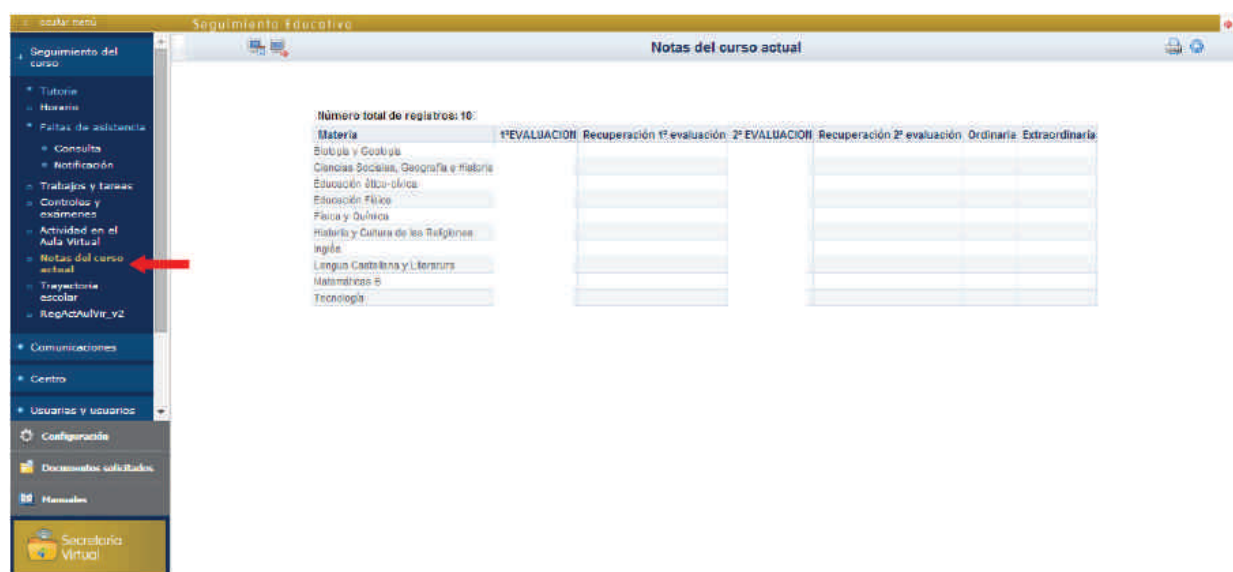 ocultar menú
Seguimiento Educativo
Seguimiento del
curso
Notas del curso actual
Tutoría
Horario
Faltas de asistencia
Consulta
Notificación
Trabajos y tareas
Controles y
exámenes
Actividad en el
Aula Virtual
Notas del curso
actual
Trayectoria
escolar
RegActAulVir_v2
Comunicaciones
Centro
Usuarias y usuarios
Configuración
Documentos solicitados
Manuales
Secretaría
Virtual
Número total de registros: 10
Materia 1ªEVALUACION Recuperación 1ª evaluación 2ª EVALUACION Recuperación 2ª evaluación Ordinaria Extraordinaria
Biología y Geología
Ciencias Sociales, Geografía e Historia
Educación ético-cívica
Educación Física
Física y Química
Historia y Cultura de las Religiones
Inglés
Lengua Castellana y Literatura
Matemáticas B
Tecnología